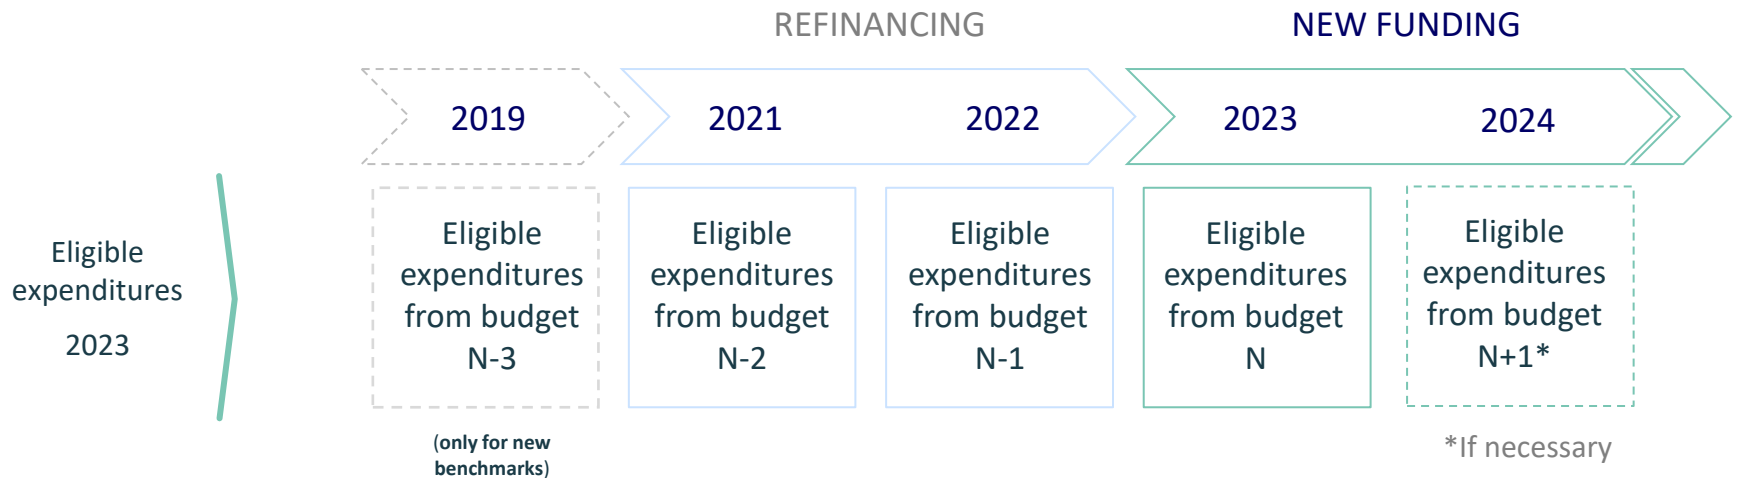 REFINANCING
NEW FUNDING
2019
2021
2022
2023
2024
Eligible
expenditures
2023
Eligible
expenditures
from budget
N-3
Eligible
expenditures
from budget
N-2
Eligible
expenditures
from budget
N-1
Eligible
expenditures
from budget
N
Eligible
expenditures
from budget
N+1*
(only for new
benchmarks)
*If necessary